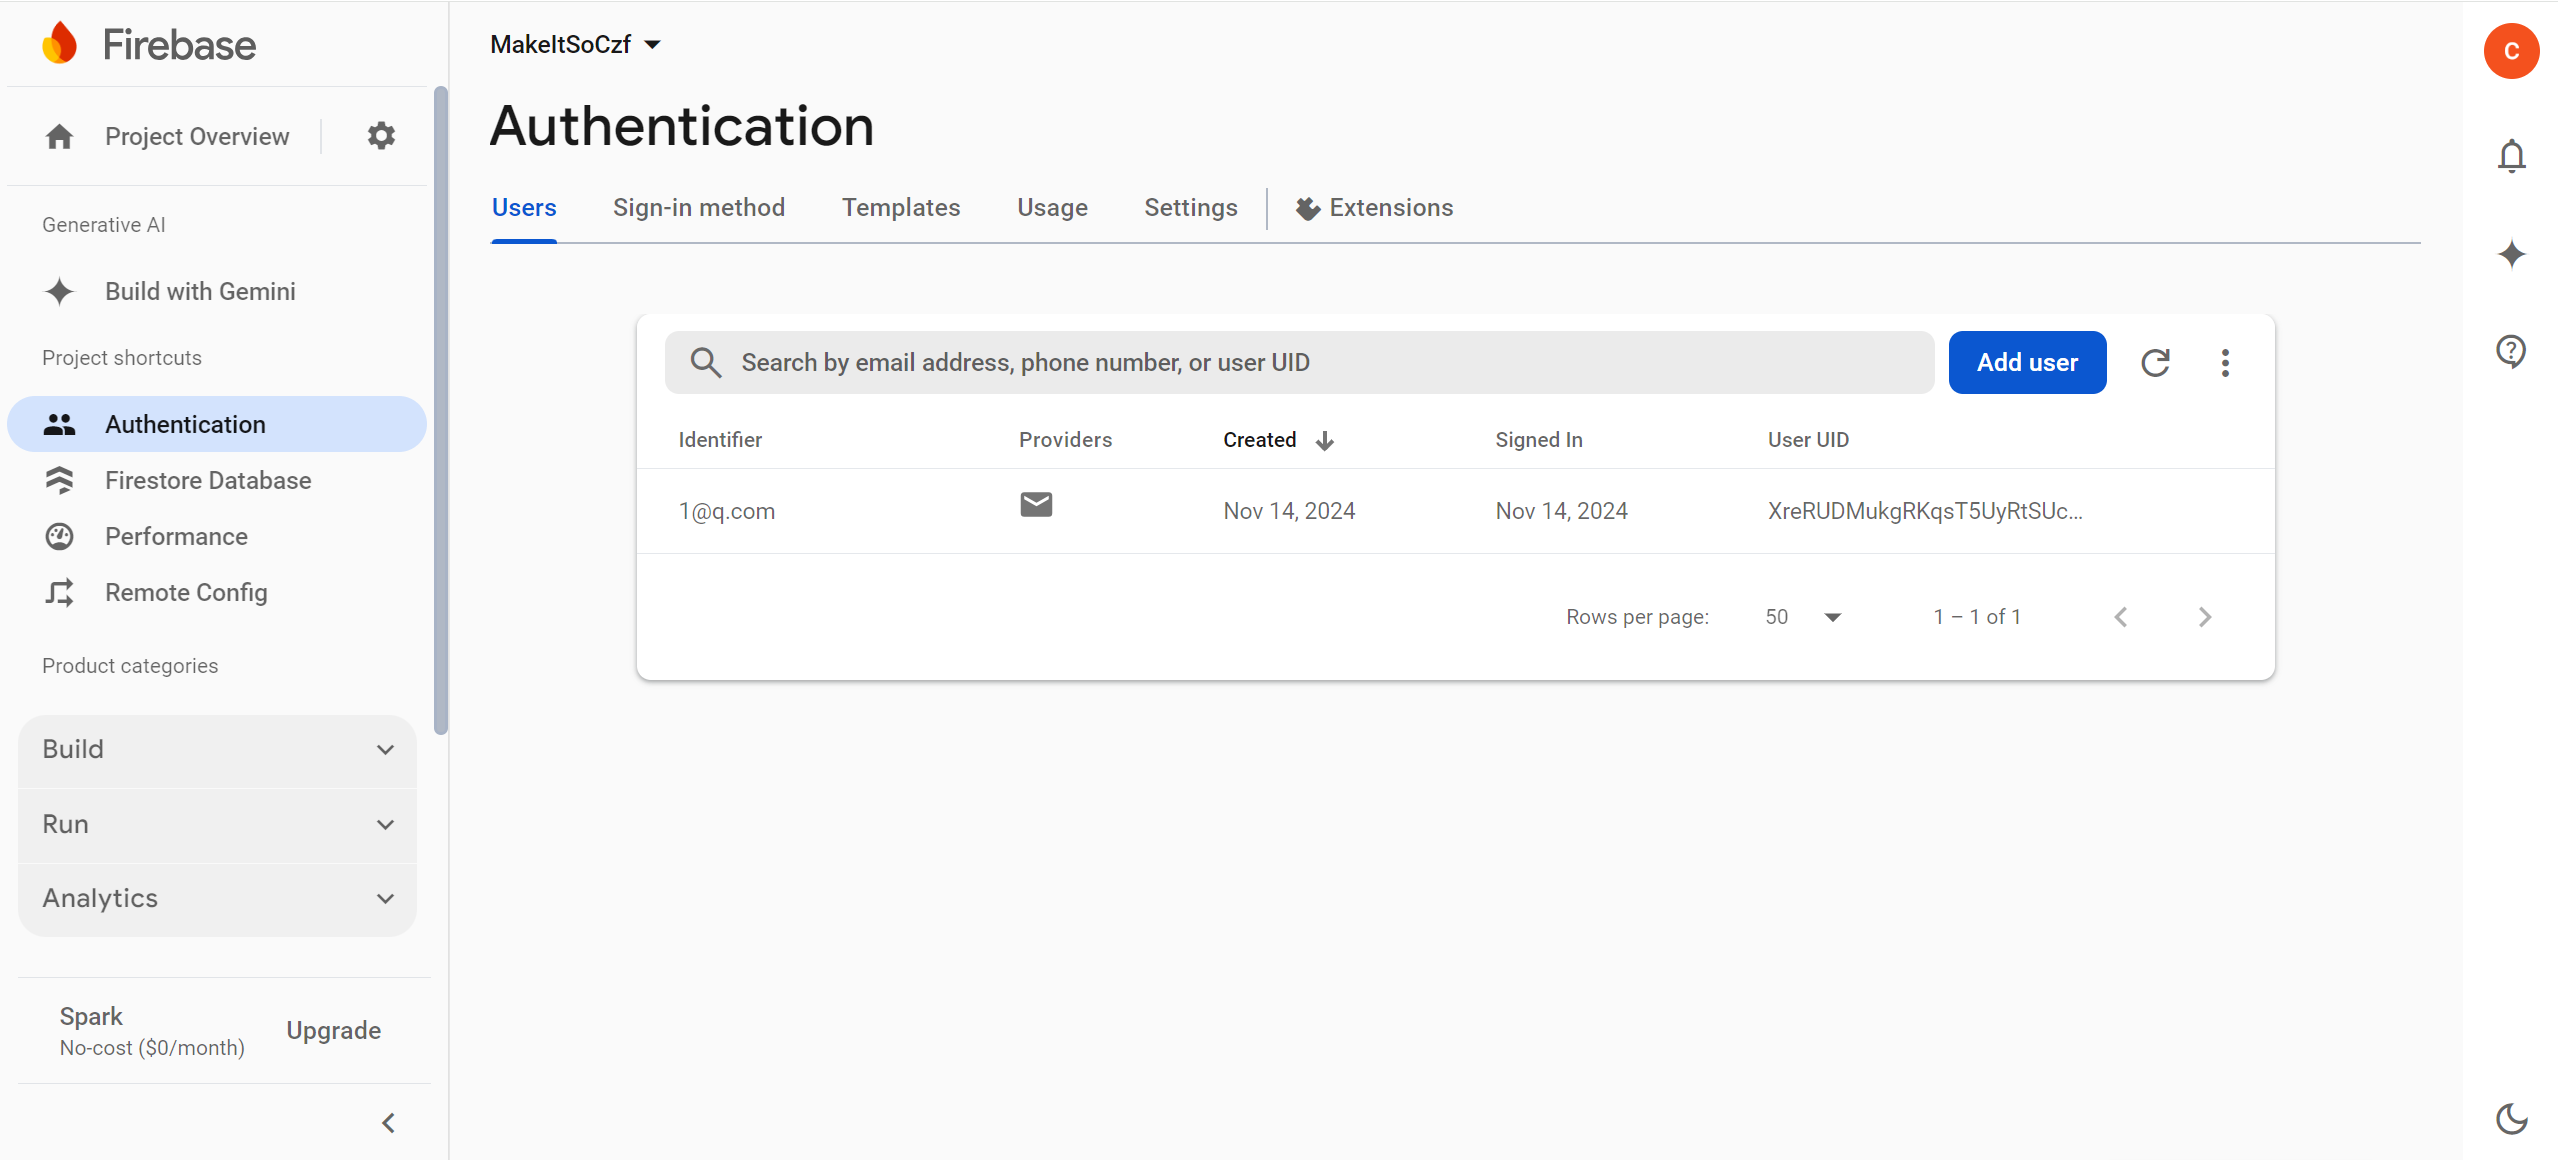 Firebase
Project Overview
Generative AI
Build with Gemini
Project shortcuts
Authentication
Firestore Database
Performance
Remote Config
Product categories
Build
Run
Analytics
Spark
No-cost ($0/month)
Upgrade
MakeItSoCzf
Authentication
Users Sign-in method Templates Usage Settings Extensions
Search by email address, phone number, or user UID
Add user
Identifier Providers Created Signed In User UID
1@q.com Nov 14, 2024 Nov 14, 2024 XreRUDMukgRKqsT5UyRtSUc...
Rows per page: 50 1 – 1 of 1
C